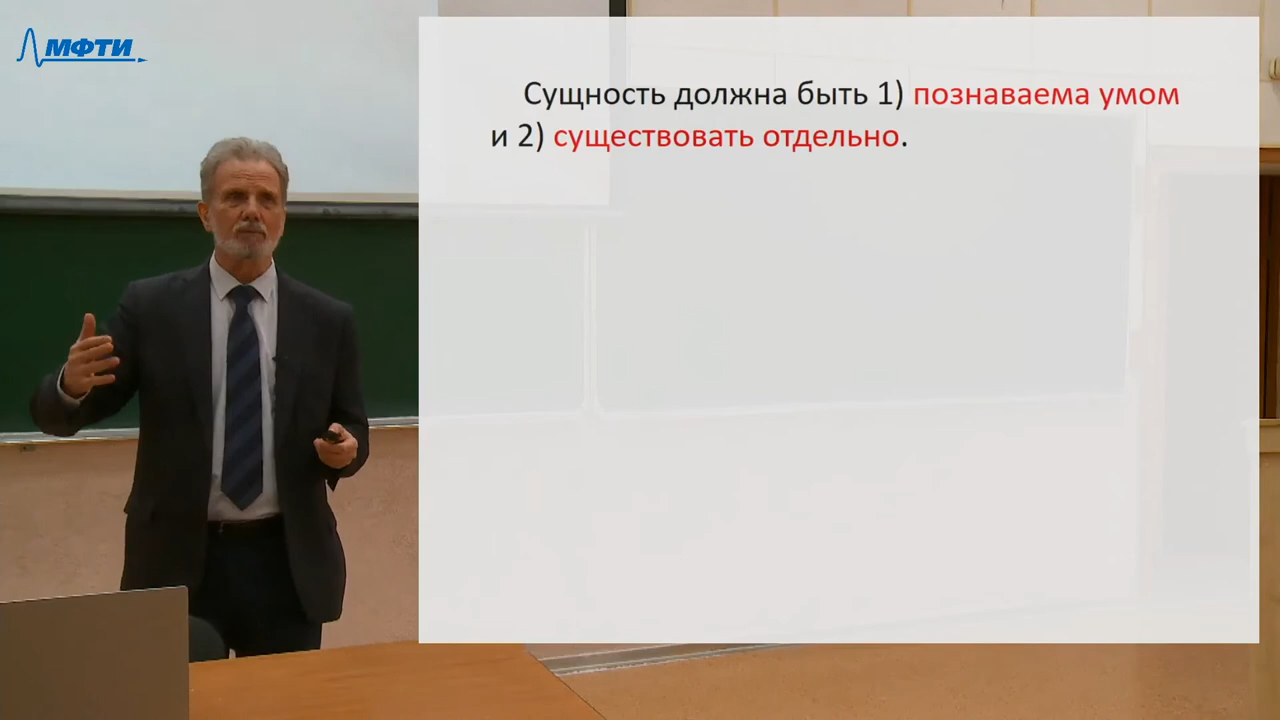 МФТИ
Сущность должна быть 1) познаваема умом
и 2) существовать отдельно.